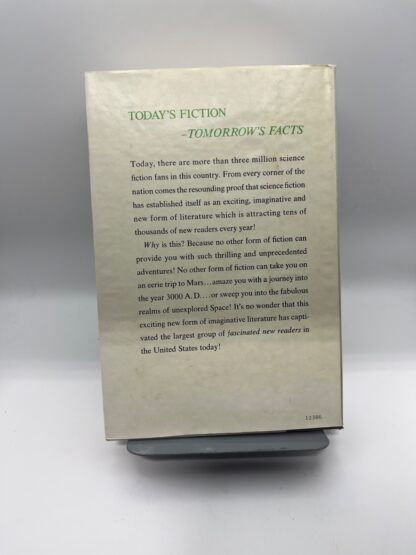 TODAY'S FICTION
–TOMORROW'S FACTS
Today, there are more than three million science
fiction fans in this country. From every corner of the
nation comes the resounding proof that science fiction
has established itself as an exciting, imaginative and
new form of literature which is attracting tens of
thousands of new readers every year!
Why is this? Because no other form of fiction can
provide you with such thrilling and unprecedented
adventures! No other form of fiction can take you on
an eerie trip to Mars...amaze you with a journey into
the year 3000 A.D....or sweep you into the fabulous
realms of unexplored Space! It's no wonder that this
exciting new form of imaginative literature has capti-
vated the largest group of fascinated new readers in
the United States today!
12386